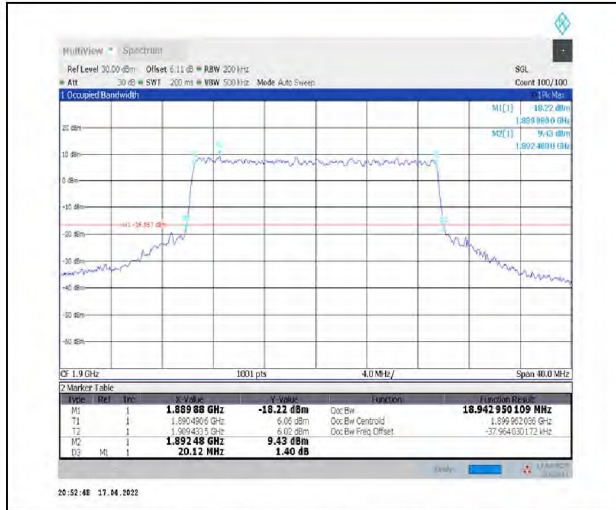 MultiView Spectrum
Ref Level 30.00 dBm Offset 6.11 dB RBW 200 kHz SGL
Att 30 dB SWT 200 ms VBW 500 kHz Mode Auto Sweep Count 100/100
1 Occupied Bandwidth 1Pk Max
M1[1] -18.22 dBm
1.889 880 0 GHz
M2[1] 9.43 dBm
1.892 480 0 GHz
20 dBm
10 dBm
0 dBm
-10 dBm
-20 dBm
-30 dBm
-40 dBm
-50 dBm
-60 dBm
CF 1.9 GHz 1001 pts 4.0 MHz/ Span 40.0 MHz
2 Marker Table
Type Ref Trc X-Value Y-Value Function Function Result
M1 1 1.889 88 GHz -18.22 dBm Occ Bw 18.942 950 109 MHz
T1 1 1.890 490 6 GHz 6.06 dBm Occ Bw Centroid 1.899 962 036 GHz
T2 1 1.909 433 5 GHz 6.02 dBm Occ Bw Freq Offset -37.964 030 172 kHz
M2 1 1.892 48 GHz 9.43 dBm
D3 M1 1 20.12 MHz 1.40 dB
20:52:48 17.04.2022